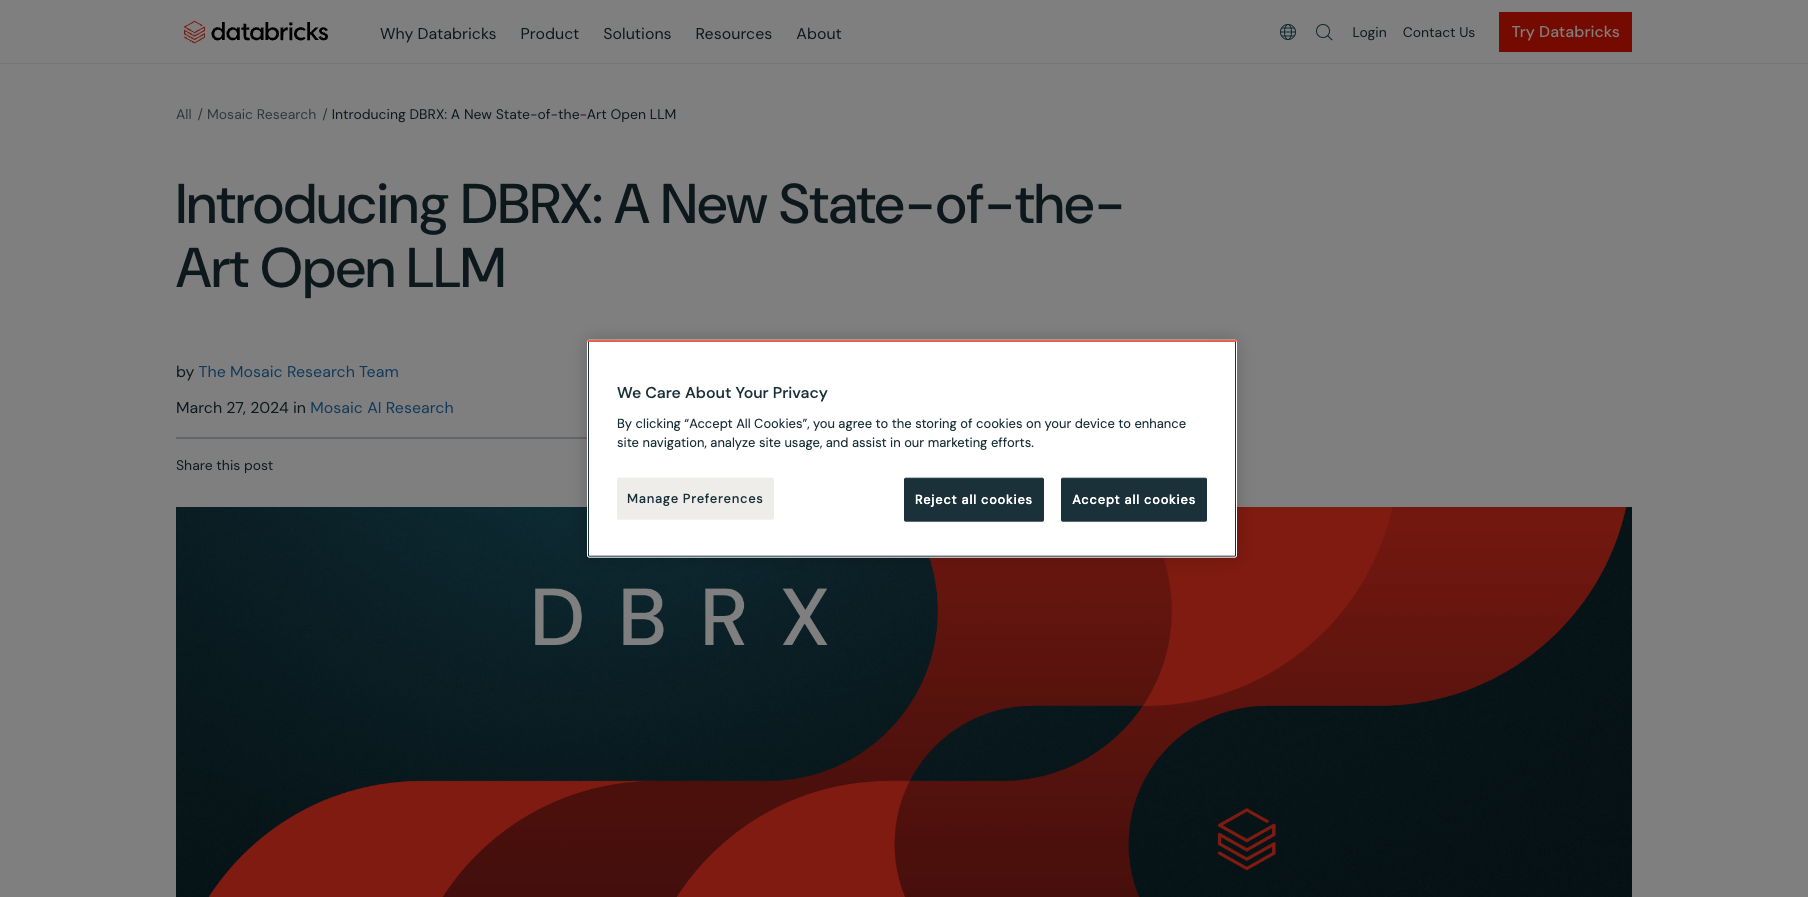 databricks
Why Databricks Product Solutions Resources About
Login Contact Us Try Databricks
All / Mosaic Research / Introducing DBRX: A New State-of-the-Art Open LLM
Introducing DBRX: A New State-of-the-
Art Open LLM
by The Mosaic Research Team
March 27, 2024 in Mosaic AI Research
Share this post
We Care About Your Privacy
By clicking “Accept All Cookies”, you agree to the storing of cookies on your device to enhance
site navigation, analyze site usage, and assist in our marketing efforts.
Manage Preferences Reject all cookies Accept all cookies
DBRX